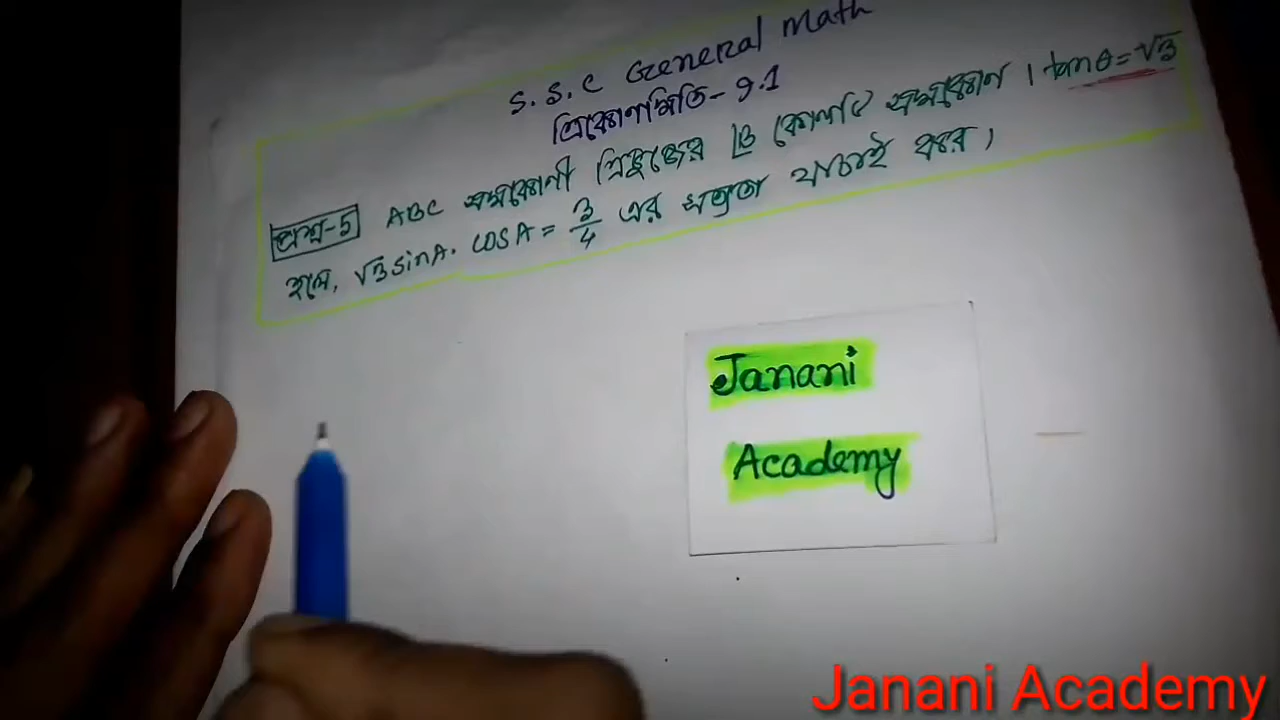 S.S.C General Math
ত্রিকোণমিতি-9.1
প্রশ্ন-5 ABC সমকোণী ত্রিভুজের B কোণটি সমকোণ। tanθ=√3
হলে, √3sinA. cosA= 3/4 এর সত্যতা যাচাই কর।
Janani
Academy
Janani Academy